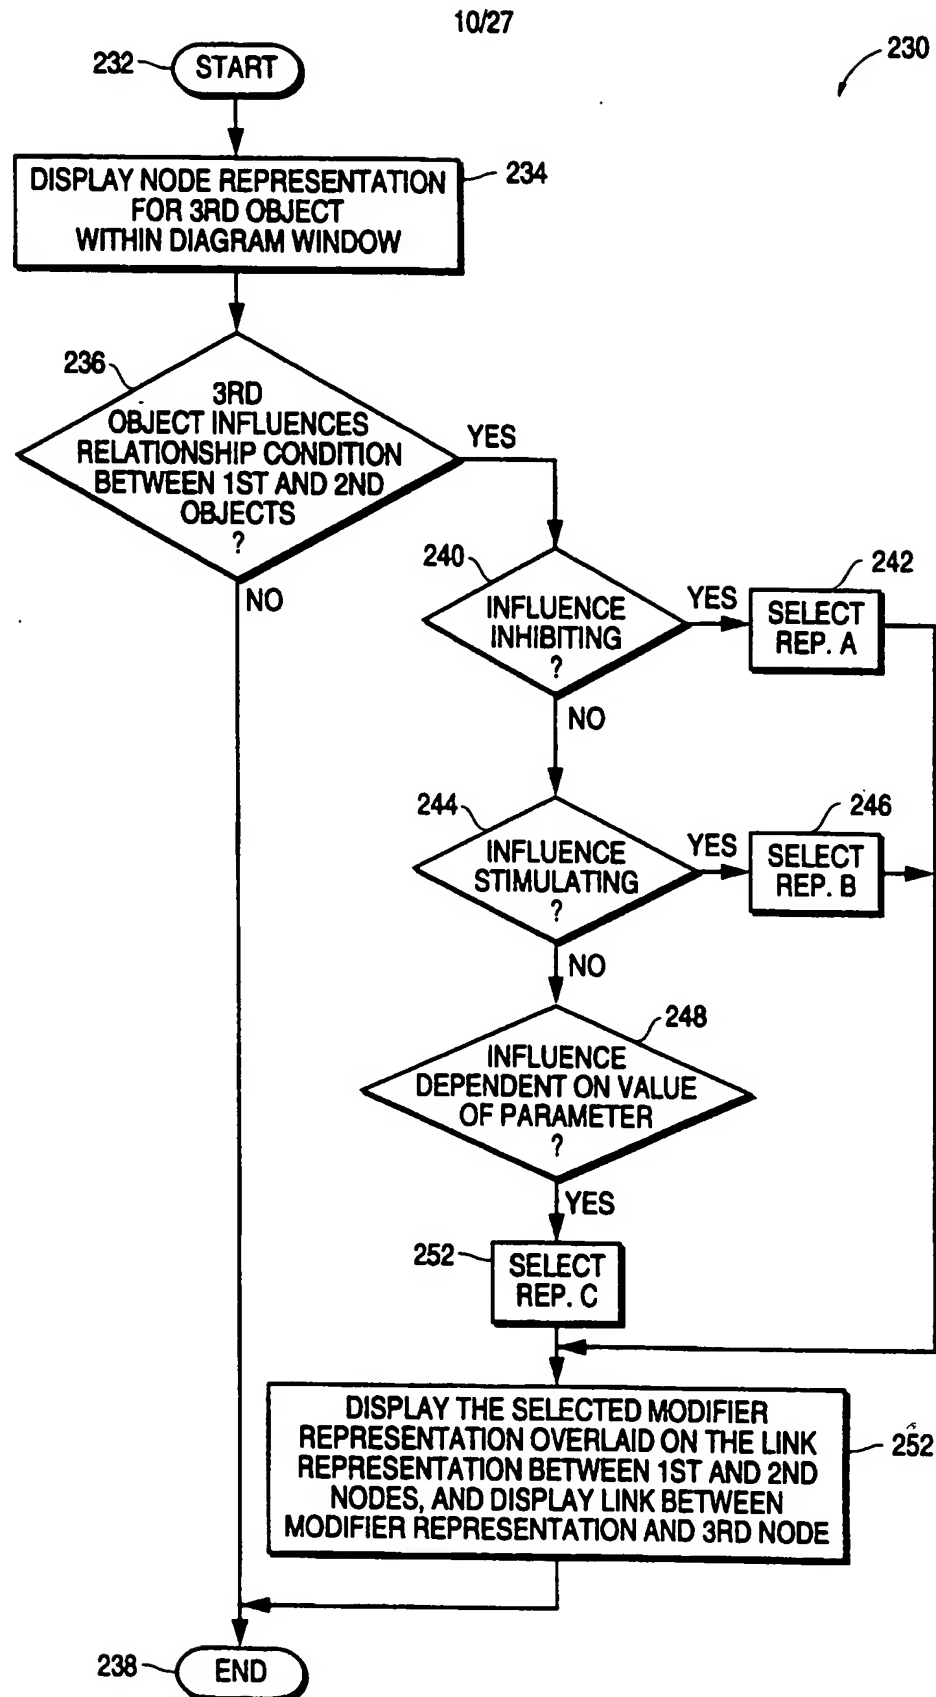 10/27
230
232
START
DISPLAY NODE REPRESENTATION
FOR 3RD OBJECT
WITHIN DIAGRAM WINDOW
234
236
3RD
OBJECT INFLUENCES
RELATIONSHIP CONDITION
BETWEEN 1ST AND 2ND
OBJECTS
?
YES
NO
240
INFLUENCE
INHIBITING
?
YES
242
SELECT
REP. A
NO
244
INFLUENCE
STIMULATING
?
YES
246
SELECT
REP. B
NO
248
INFLUENCE
DEPENDENT ON VALUE
OF PARAMETER
?
YES
252
SELECT
REP. C
DISPLAY THE SELECTED MODIFIER
REPRESENTATION OVERLAID ON THE LINK
REPRESENTATION BETWEEN 1ST AND 2ND
NODES, AND DISPLAY LINK BETWEEN
MODIFIER REPRESENTATION AND 3RD NODE
252
238
END